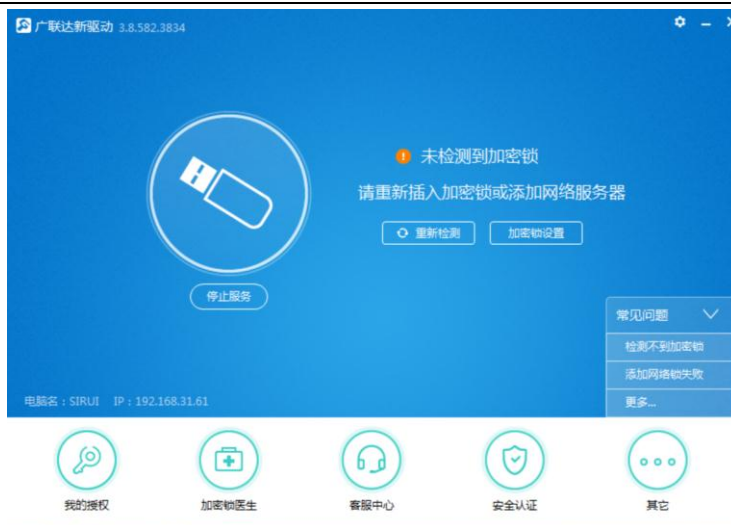 广联达新驱动 3.8.582.3834
未检测到加密锁
请重新插入加密锁或添加网络服务器
重新检测 加密锁设置
停止服务
常见问题
检测不到加密锁
添加网络锁失败
更多...
电脑名：SIRUI IP：192.168.31.61
我的授权 加密锁医生 客服中心 安全认证 其它